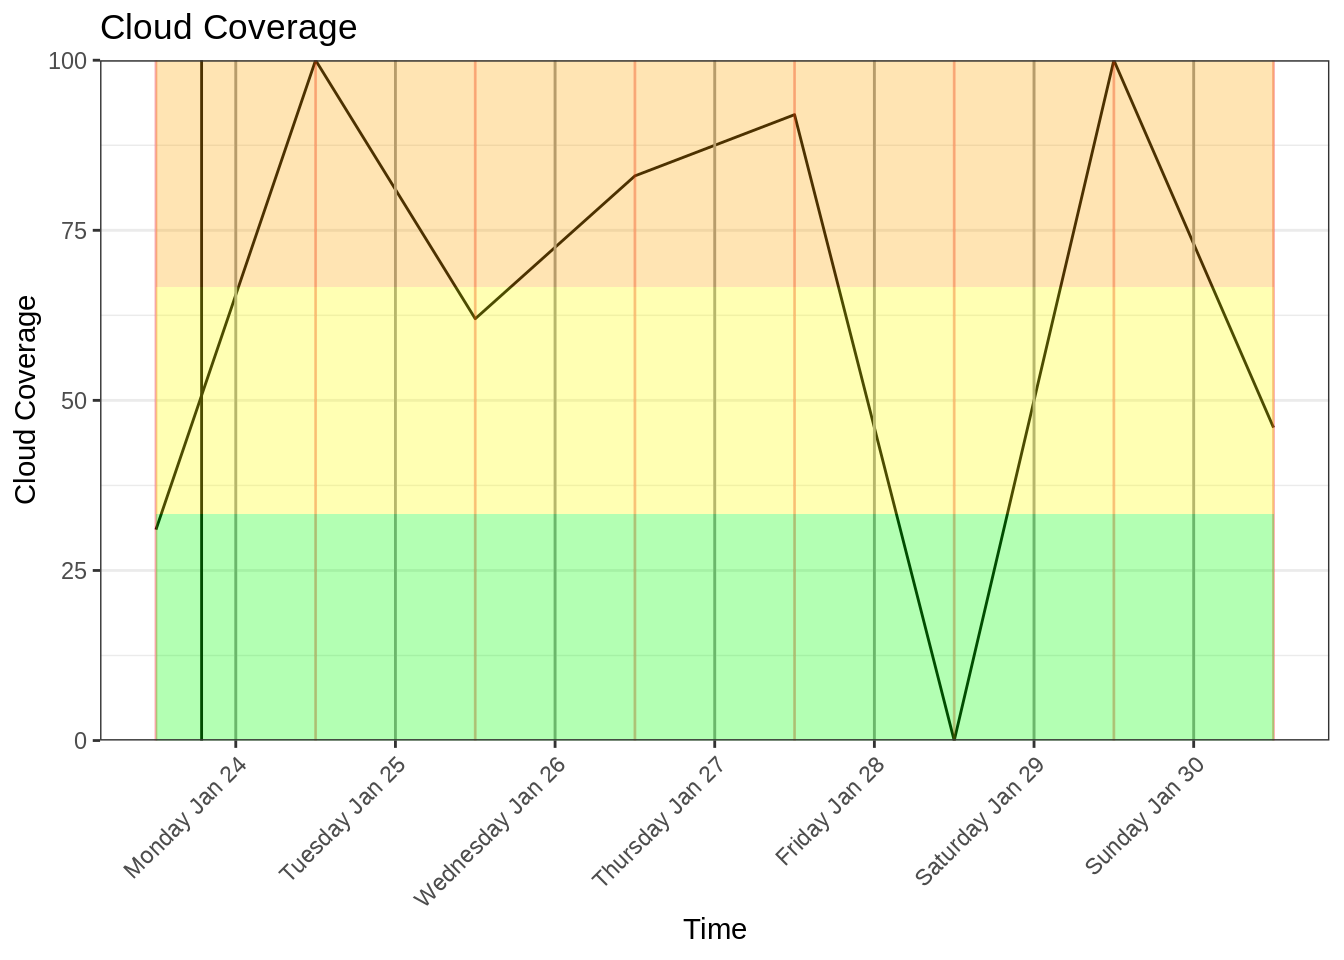 Cloud Coverage
100
75
50
25
0
Cloud Coverage
Monday Jan 24
Tuesday Jan 25
Wednesday Jan 26
Thursday Jan 27
Friday Jan 28
Saturday Jan 29
Sunday Jan 30
Time